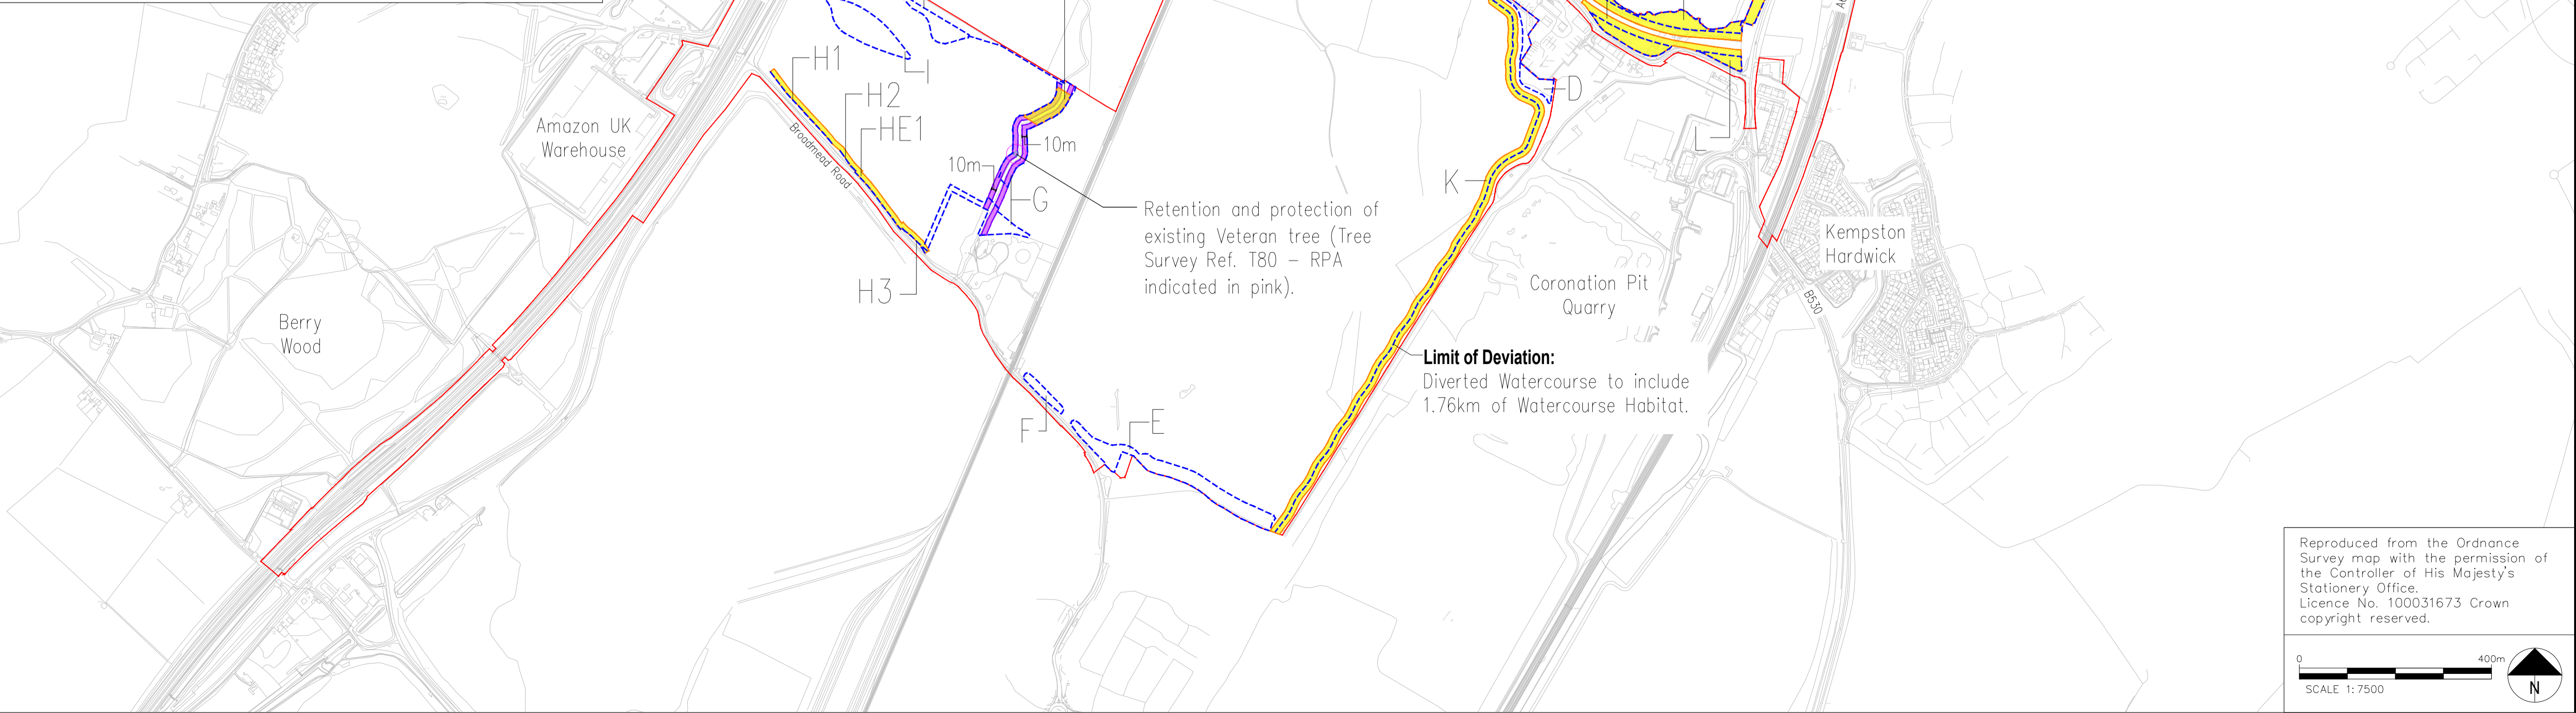 H1
I
H2
HE1
Amazon UK
Warehouse
Broadmead Road
10m
10m
G
H3
Retention and protection of
existing Veteran tree (Tree
Survey Ref. T80 – RPA
indicated in pink).
Berry
Wood
D
L
K
Kempston
Hardwick
Coronation Pit
Quarry
B530
Limit of Deviation:
Diverted Watercourse to include
1.76km of Watercourse Habitat.
F
E
Reproduced from the Ordnance
Survey map with the permission of
the Controller of His Majesty's
Stationery Office.
Licence No. 100031673 Crown
copyright reserved.
0 400m
SCALE 1:7500
N